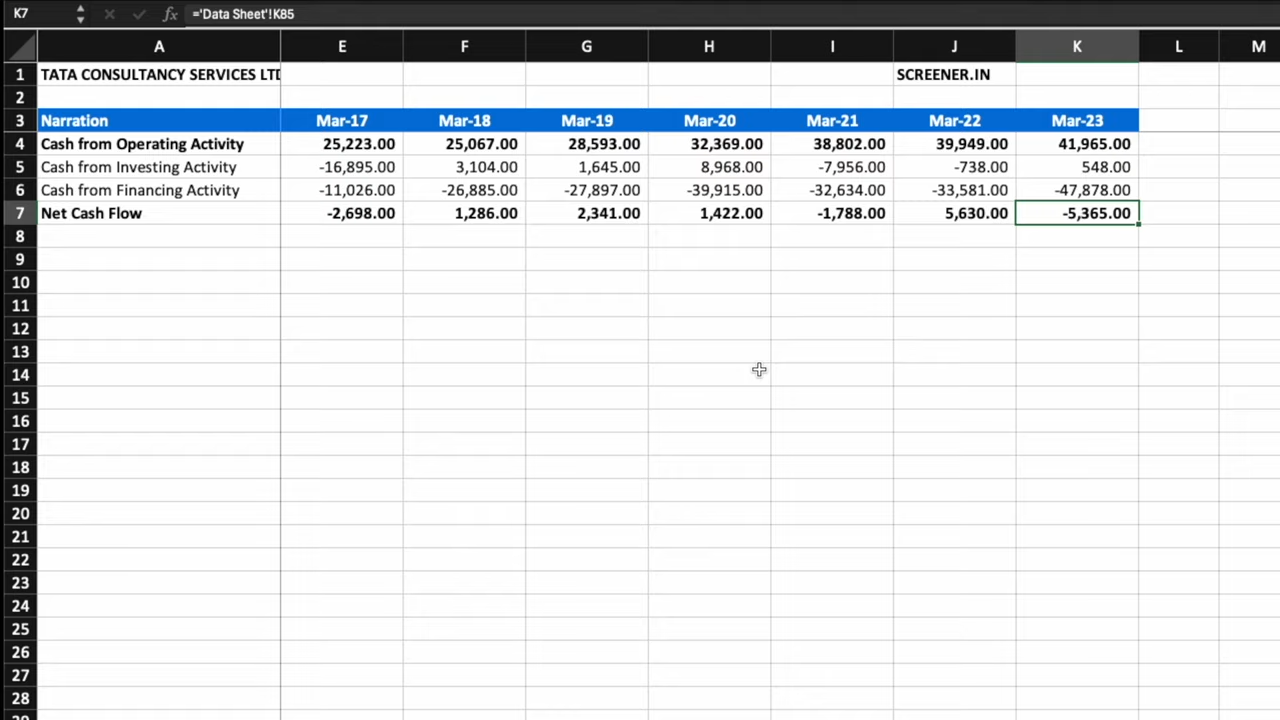 K7 fx ='Data Sheet'!K85
A E F G H I J K L M
1 TATA CONSULTANCY SERVICES LTD SCREENER.IN
2
3 Narration Mar-17 Mar-18 Mar-19 Mar-20 Mar-21 Mar-22 Mar-23
4 Cash from Operating Activity 25,223.00 25,067.00 28,593.00 32,369.00 38,802.00 39,949.00 41,965.00
5 Cash from Investing Activity -16,895.00 3,104.00 1,645.00 8,968.00 -7,956.00 -738.00 548.00
6 Cash from Financing Activity -11,026.00 -26,885.00 -27,897.00 -39,915.00 -32,634.00 -33,581.00 -47,878.00
7 Net Cash Flow -2,698.00 1,286.00 2,341.00 1,422.00 -1,788.00 5,630.00 -5,365.00
8
9
10
11
12
13
14
15
16
17
18
19
20
21
22
23
24
25
26
27
28